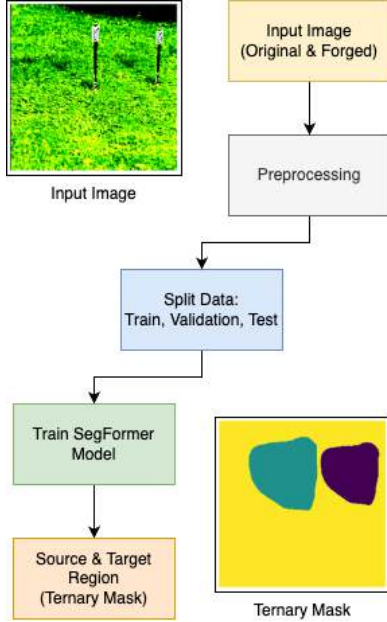 Input Image
(Original & Forged)
Input Image
Preprocessing
Split Data:
Train, Validation, Test
Train SegFormer
Model
Source & Target
Region
(Ternary Mask)
Ternary Mask